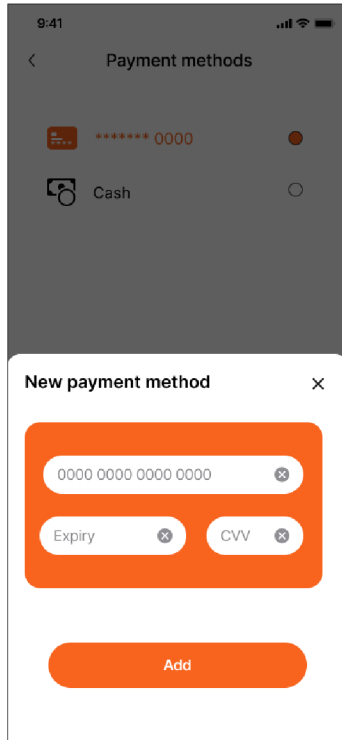 9:41
Payment methods
******* 0000
Cash
New payment method
0000 0000 0000 0000
Expiry
CVV
Add